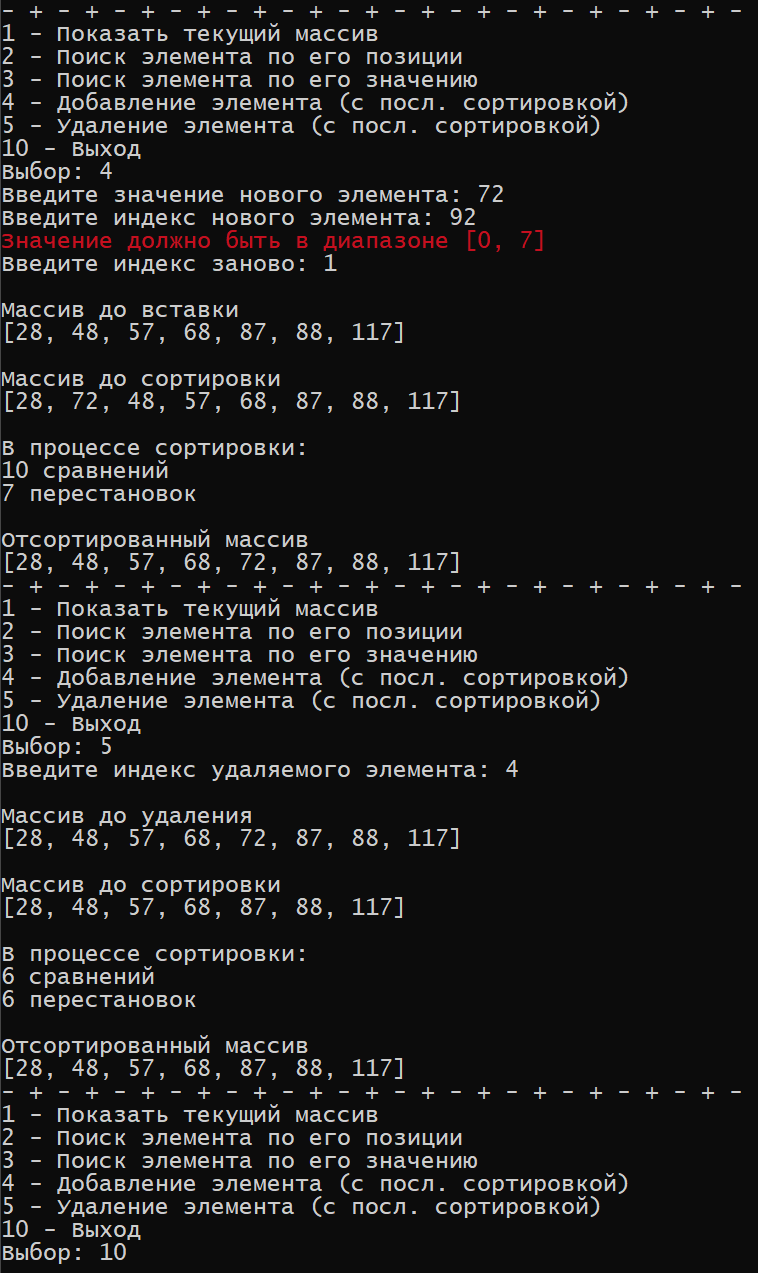 - + - + - + - + - + - + - + - + - + - + - + - + - + -
1 - Показать текущий массив
2 - Поиск элемента по его позиции
3 - Поиск элемента по его значению
4 - Добавление элемента (с посл. сортировкой)
5 - Удаление элемента (с посл. сортировкой)
10 - Выход
Выбор: 4
Введите значение нового элемента: 72
Введите индекс нового элемента: 92
Значение должно быть в диапазоне [0, 7]
Введите индекс заново: 1
Массив до вставки
[28, 48, 57, 68, 87, 88, 117]
Массив до сортировки
[28, 72, 48, 57, 68, 87, 88, 117]
В процессе сортировки:
10 сравнений
7 перестановок
Отсортированный массив
[28, 48, 57, 68, 72, 87, 88, 117]
- + - + - + - + - + - + - + - + - + - + - + - + - + -
1 - Показать текущий массив
2 - Поиск элемента по его позиции
3 - Поиск элемента по его значению
4 - Добавление элемента (с посл. сортировкой)
5 - Удаление элемента (с посл. сортировкой)
10 - Выход
Выбор: 5
Введите индекс удаляемого элемента: 4
Массив до удаления
[28, 48, 57, 68, 72, 87, 88, 117]
Массив до сортировки
[28, 48, 57, 68, 87, 88, 117]
В процессе сортировки:
6 сравнений
6 перестановок
Отсортированный массив
[28, 48, 57, 68, 87, 88, 117]
- + - + - + - + - + - + - + - + - + - + - + - + - + -
1 - Показать текущий массив
2 - Поиск элемента по его позиции
3 - Поиск элемента по его значению
4 - Добавление элемента (с посл. сортировкой)
5 - Удаление элемента (с посл. сортировкой)
10 - Выход
Выбор: 10